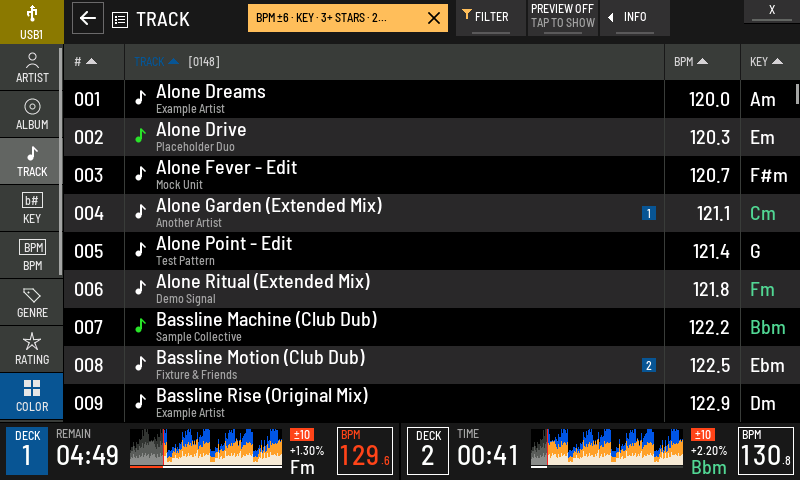 USB1
TRACK
BPM±6 · KEY · 3+ STARS · 2...
FILTER
PREVIEW OFF
TAP TO SHOW
INFO
X
ARTIST
ALBUM
TRACK
b#
KEY
BPM
BPM
GENRE
RATING
COLOR
# TRACK [0148] BPM KEY
001 Alone Dreams 120.0 Am
Example Artist
002 Alone Drive 120.3 Em
Placeholder Duo
003 Alone Fever - Edit 120.7 F#m
Mock Unit
004 Alone Garden (Extended Mix) 1 121.1 Cm
Another Artist
005 Alone Point - Edit 121.4 G
Test Pattern
006 Alone Ritual (Extended Mix) 121.8 Fm
Demo Signal
007 Bassline Machine (Club Dub) 122.2 Bbm
Sample Collective
008 Bassline Motion (Club Dub) 2 122.5 Ebm
Fixture & Friends
009 Bassline Rise (Original Mix) 122.9 Dm
Example Artist
DECK 1
REMAIN
04:49
±10
+1.30%
Fm
BPM
129.6
DECK 2
TIME
00:41
±10
+2.20%
Bbm
BPM
130.8